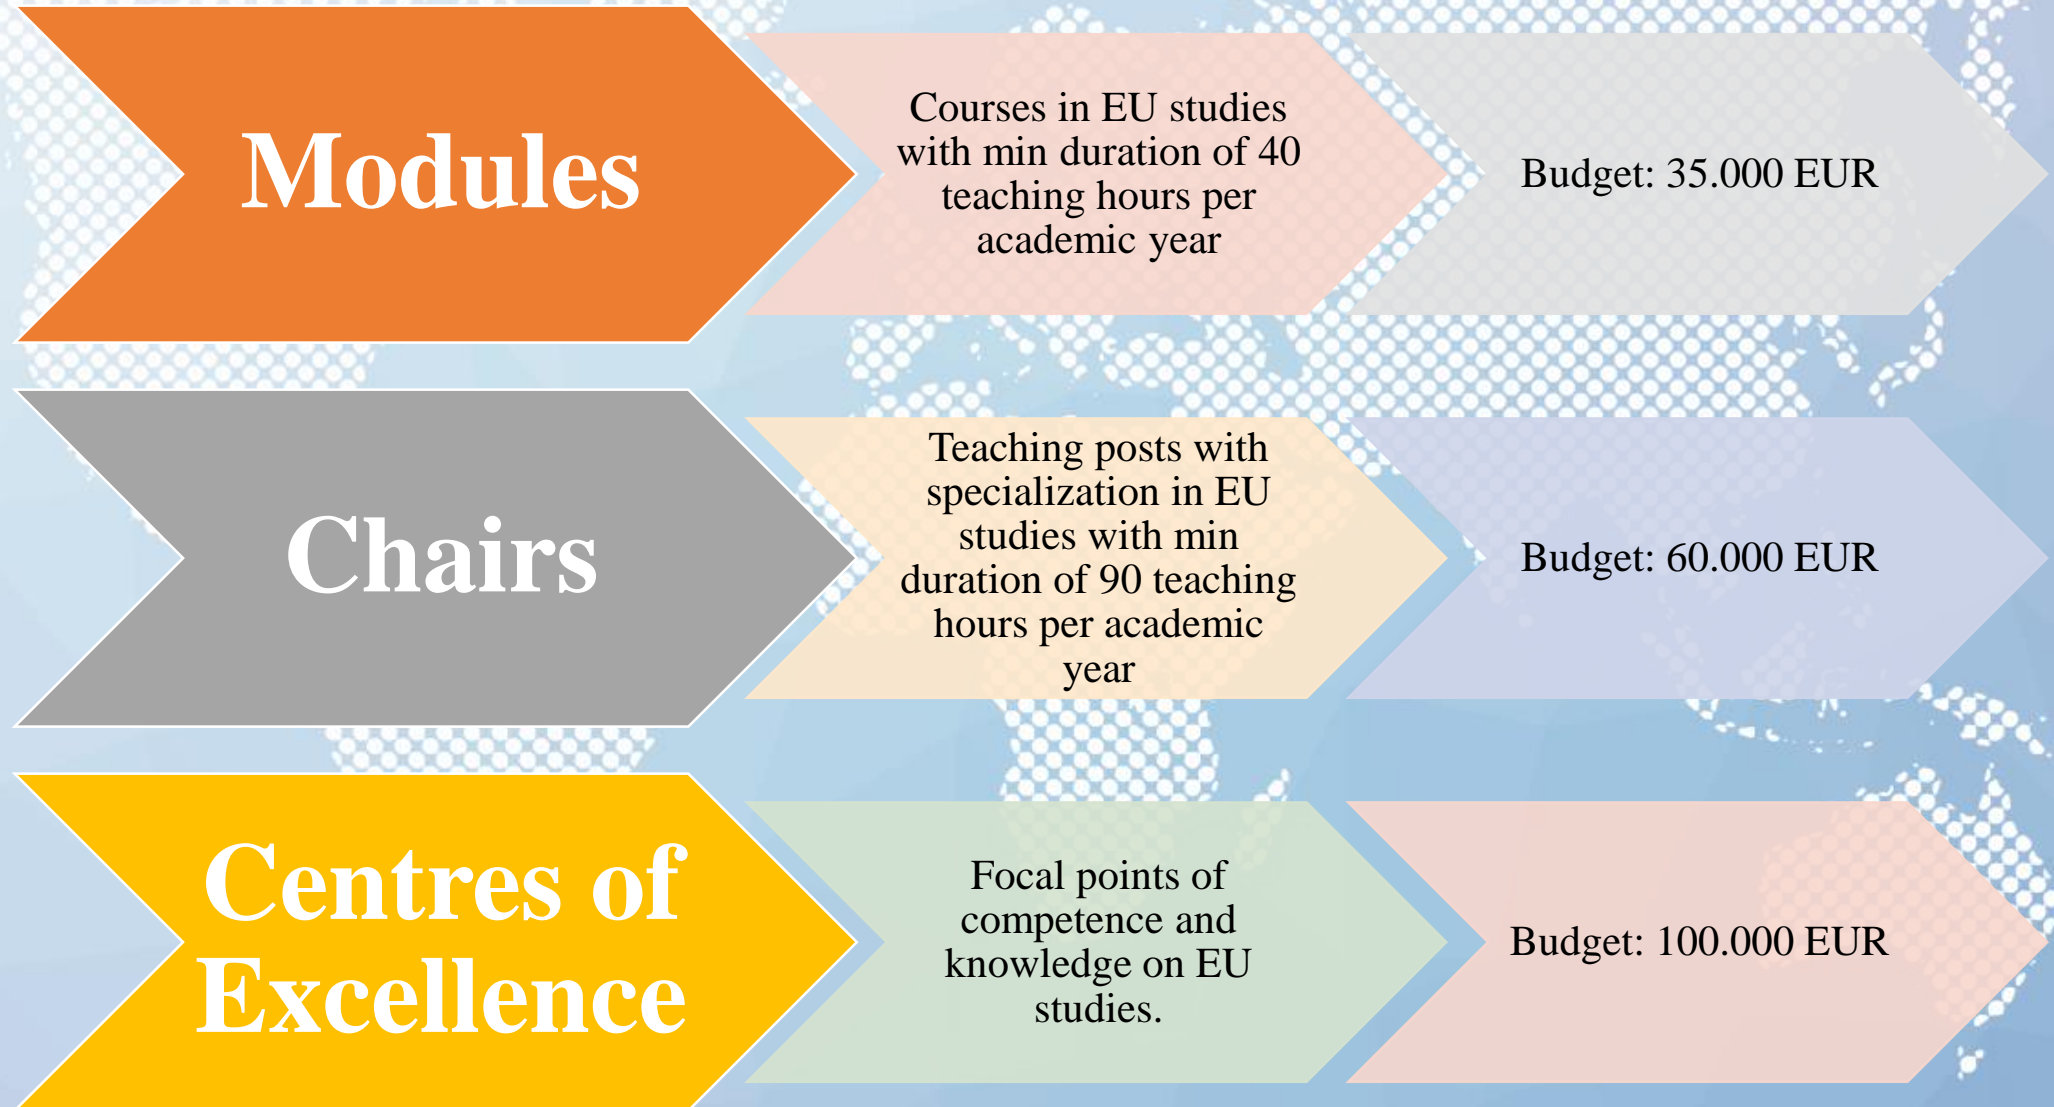 Modules
Courses in EU studies
with min duration of 40
teaching hours per
academic year
Budget: 35.000 EUR
Chairs
Teaching posts with
specialization in EU
studies with min
duration of 90 teaching
hours per academic
year
Budget: 60.000 EUR
Centres of
Excellence
Focal points of
competence and
knowledge on EU
studies.
Budget: 100.000 EUR